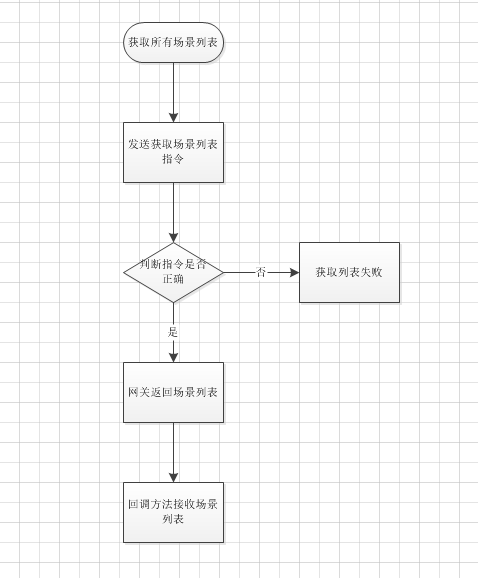 获取所有场景列表
发送获取场景列表
指令
判断指令是否
正确
否
获取列表失败
是
网关返回场景列表
回调方法接收场景
列表